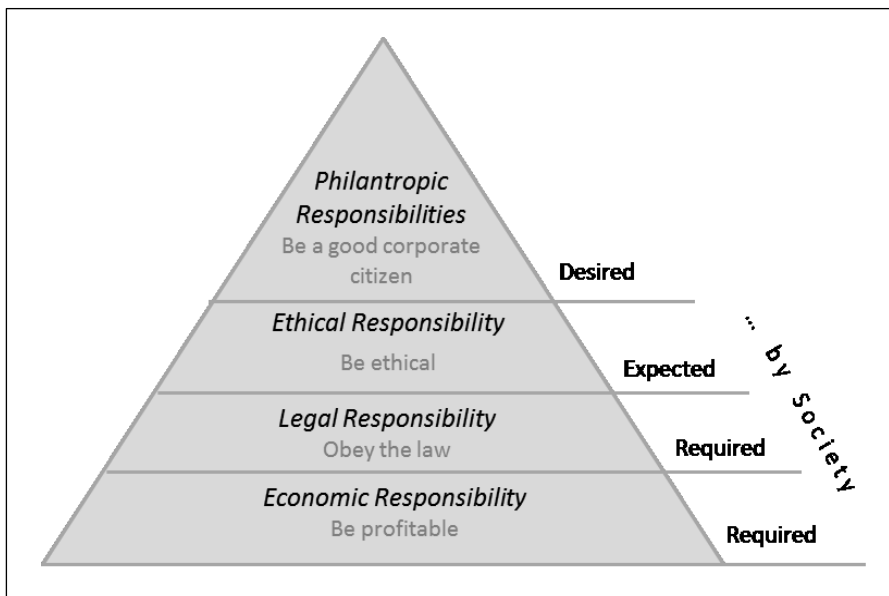 Philantropic
Responsibilities
Be a good corporate
citizen
Desired
Ethical Responsibility
Be ethical
Expected
Legal Responsibility
Obey the law
Required
Economic Responsibility
Be profitable
Required
... by Society